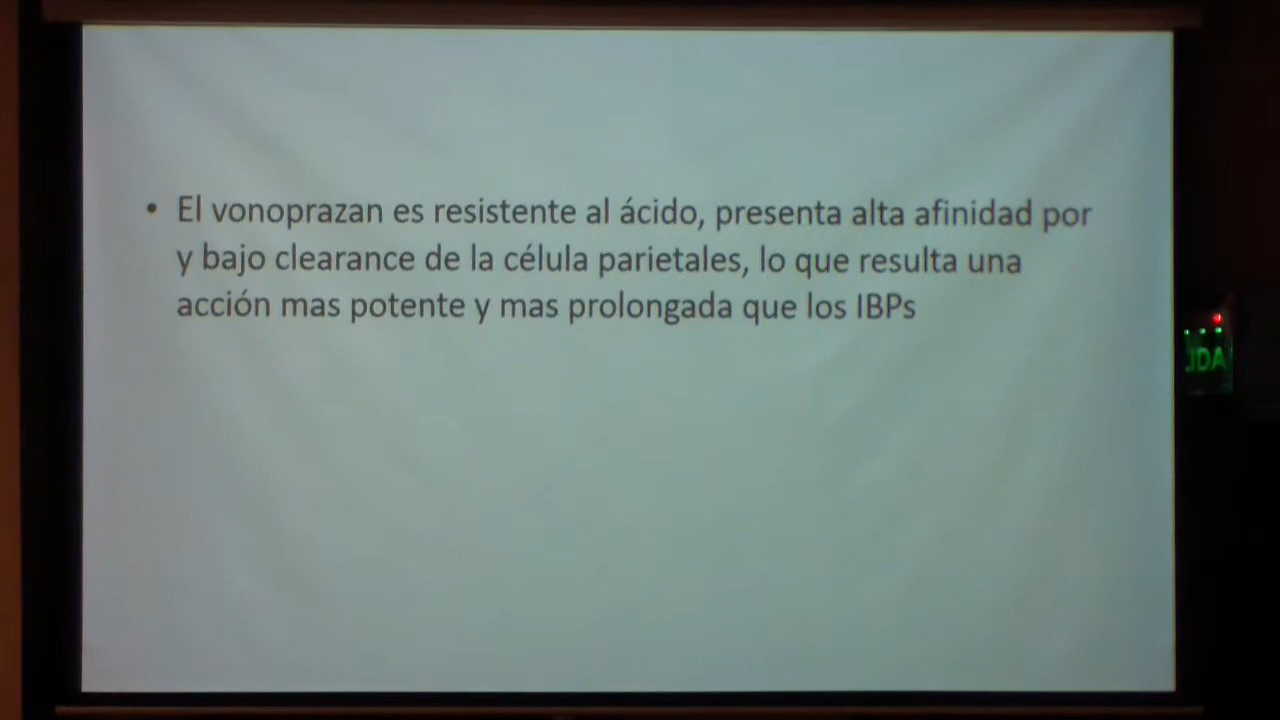 • El vonoprazan es resistente al ácido, presenta alta afinidad por
y bajo clearance de la célula parietales, lo que resulta una
acción mas potente y mas prolongada que los IBPs
IDA